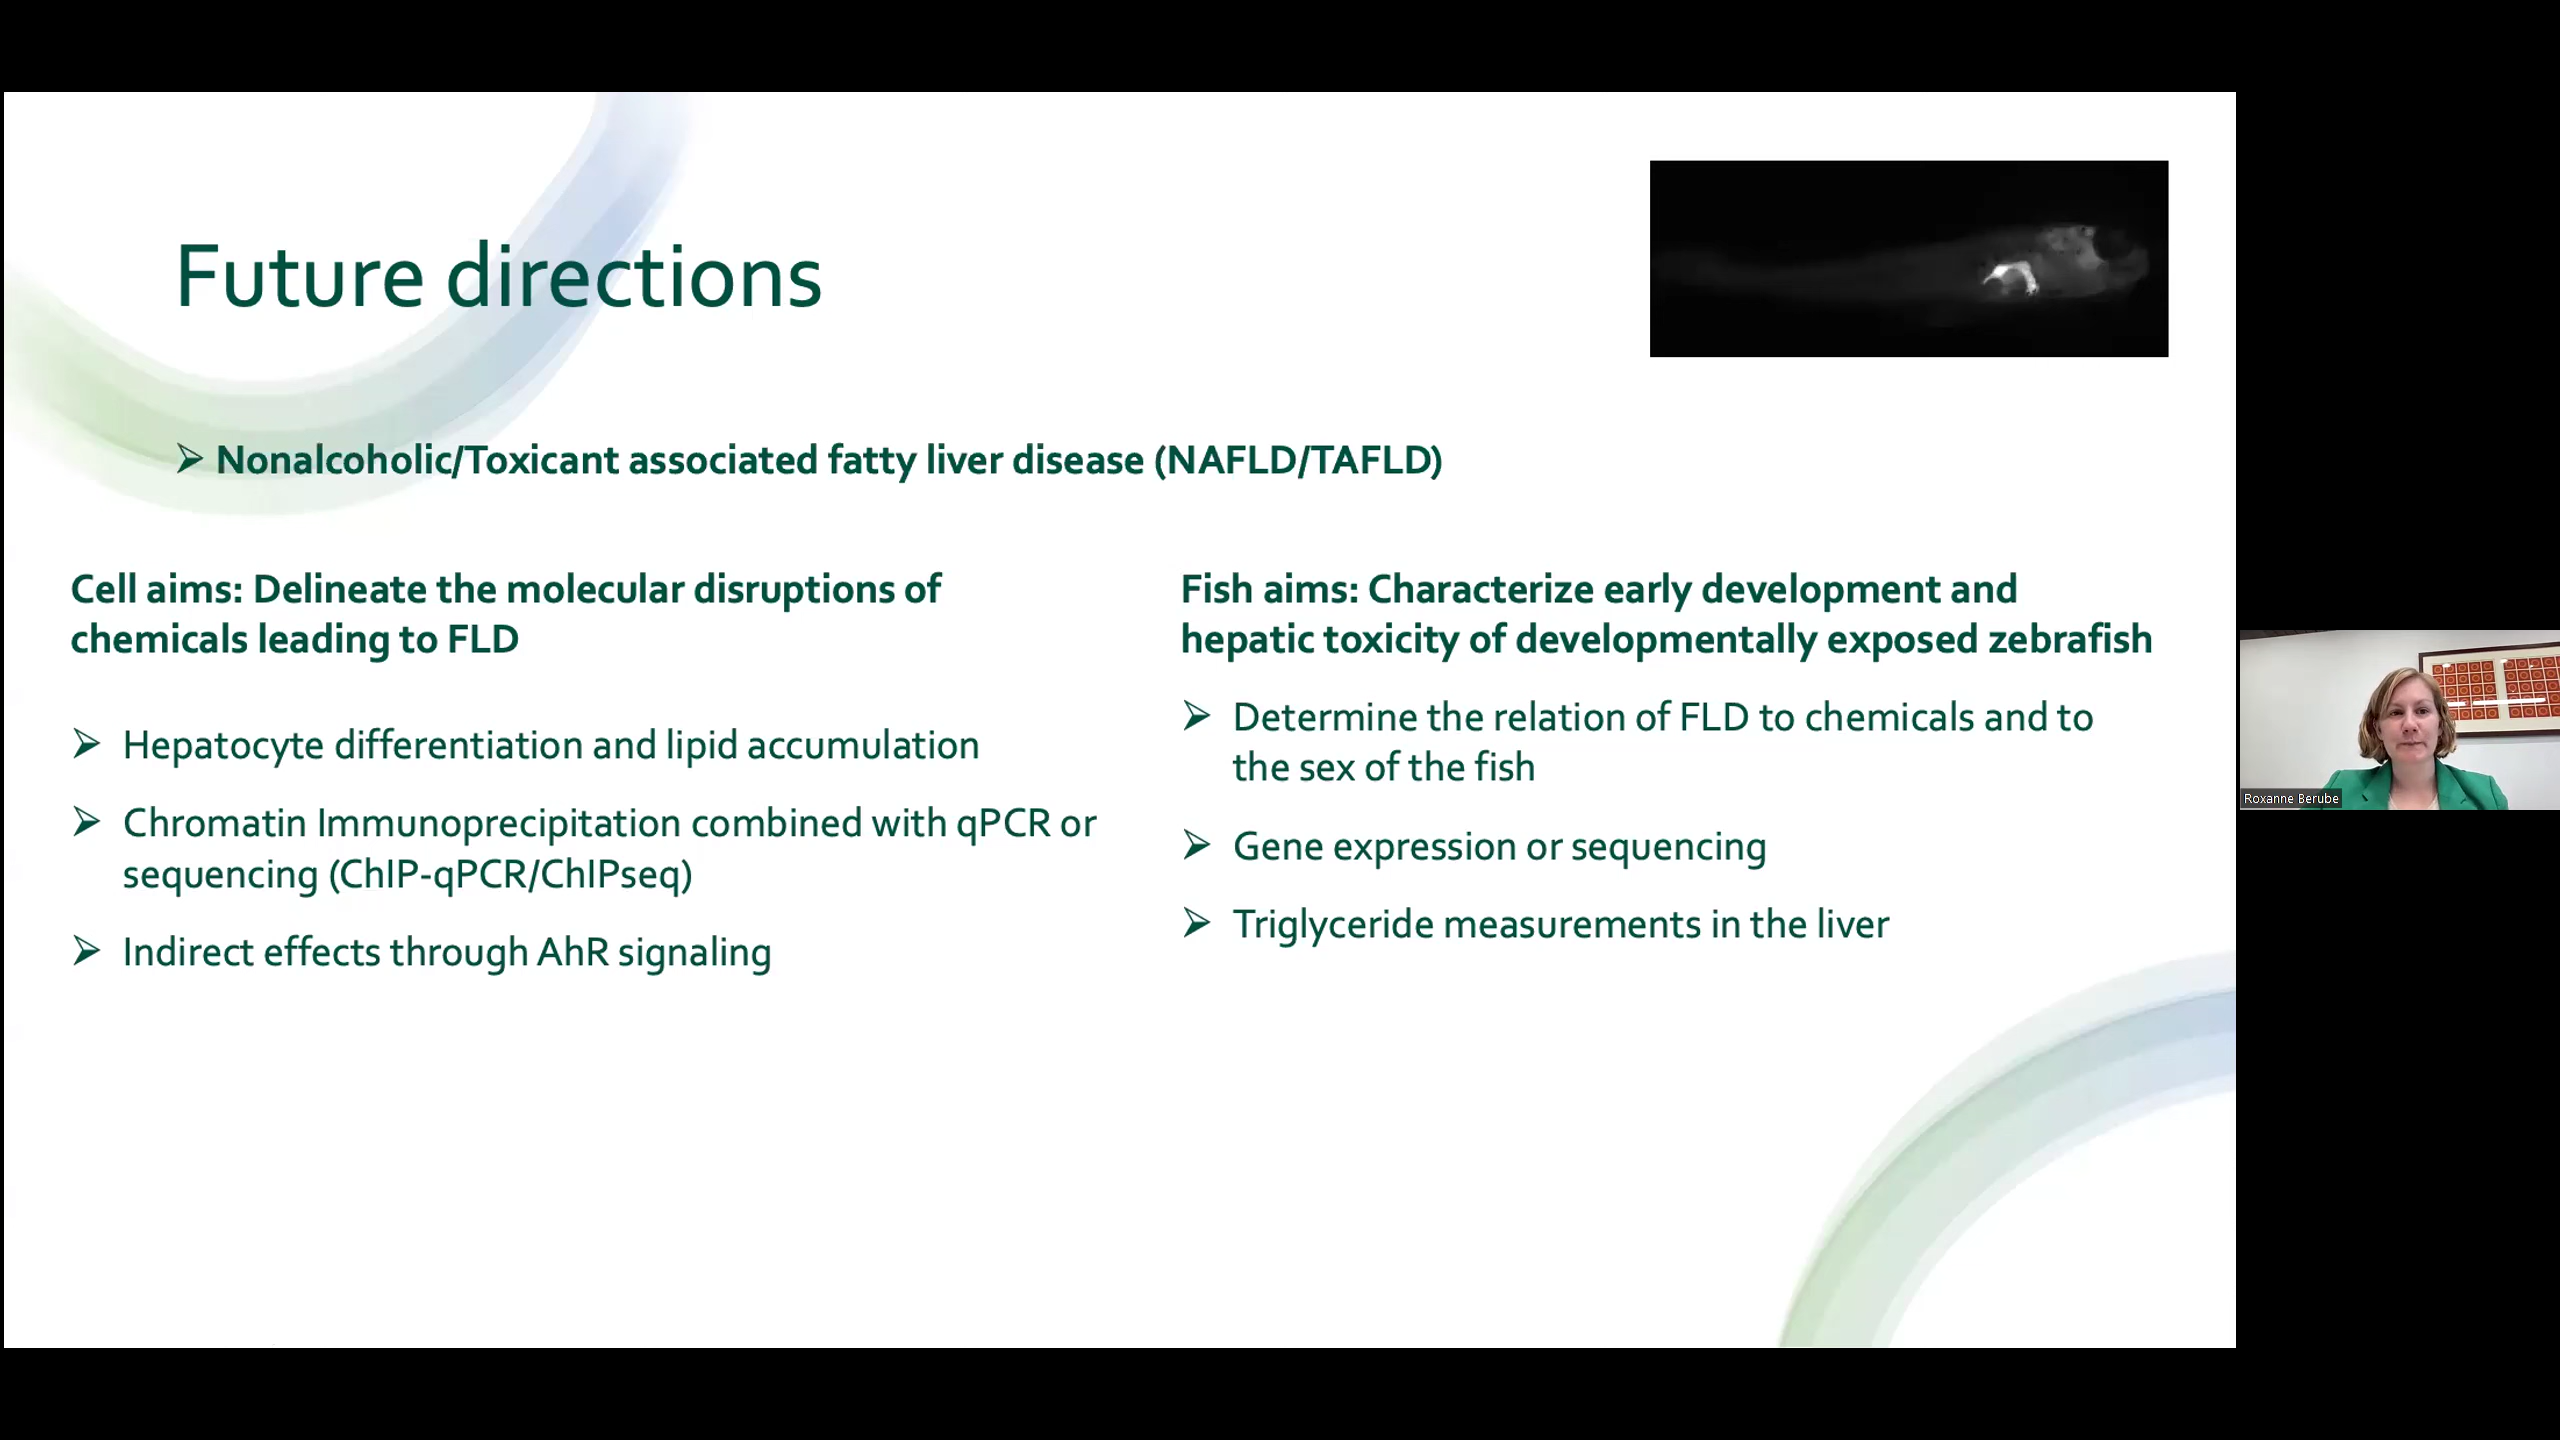 Future directions
➢ Nonalcoholic/Toxicant associated fatty liver disease (NAFLD/TAFLD)
Cell aims: Delineate the molecular disruptions of
chemicals leading to FLD
➢ Hepatocyte differentiation and lipid accumulation
➢ Chromatin Immunoprecipitation combined with qPCR or
sequencing (ChIP-qPCR/ChIPseq)
➢ Indirect effects through AhR signaling
Fish aims: Characterize early development and
hepatic toxicity of developmentally exposed zebrafish
➢ Determine the relation of FLD to chemicals and to
the sex of the fish
➢ Gene expression or sequencing
➢ Triglyceride measurements in the liver
Roxanne Berube